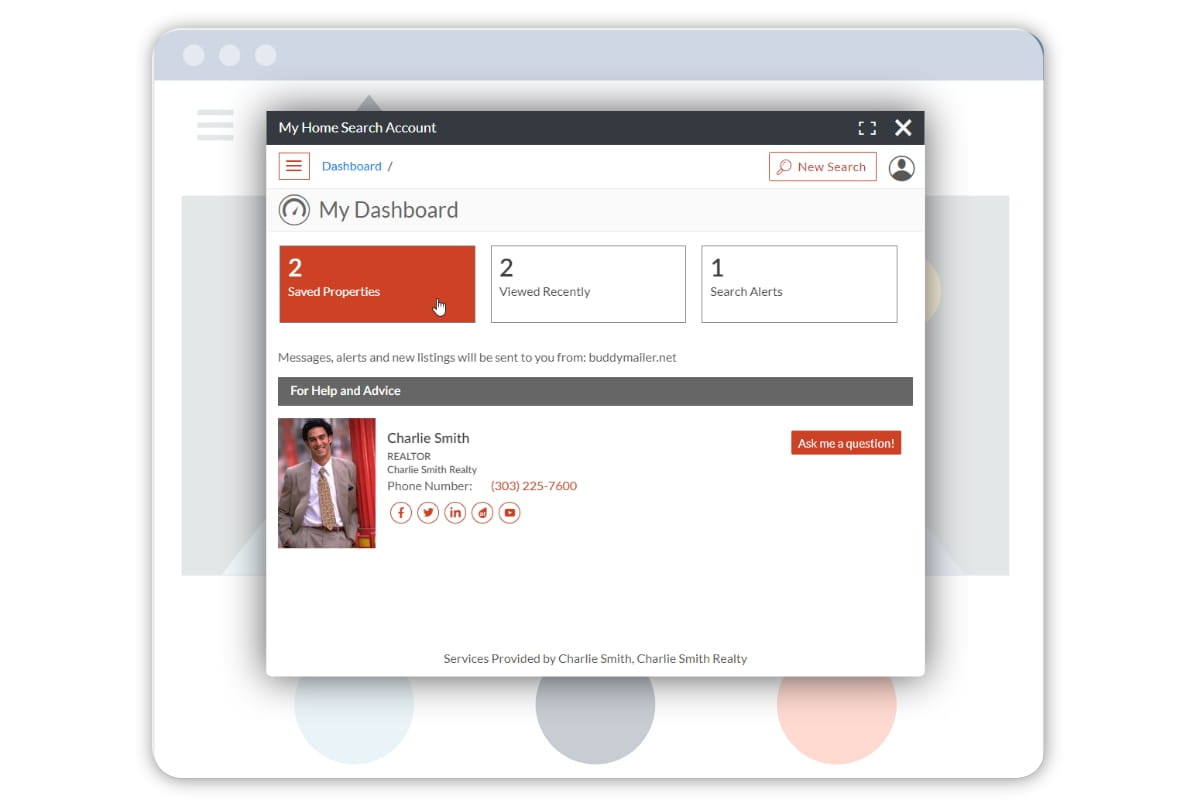 My Home Search Account
Dashboard /
New Search
My Dashboard
2
Saved Properties
2
Viewed Recently
1
Search Alerts
Messages, alerts and new listings will be sent to you from: buddymailer.net
For Help and Advice
Charlie Smith
REALTOR
Charlie Smith Realty
Phone Number: (303) 225-7600
Ask me a question!
Services Provided by Charlie Smith, Charlie Smith Realty